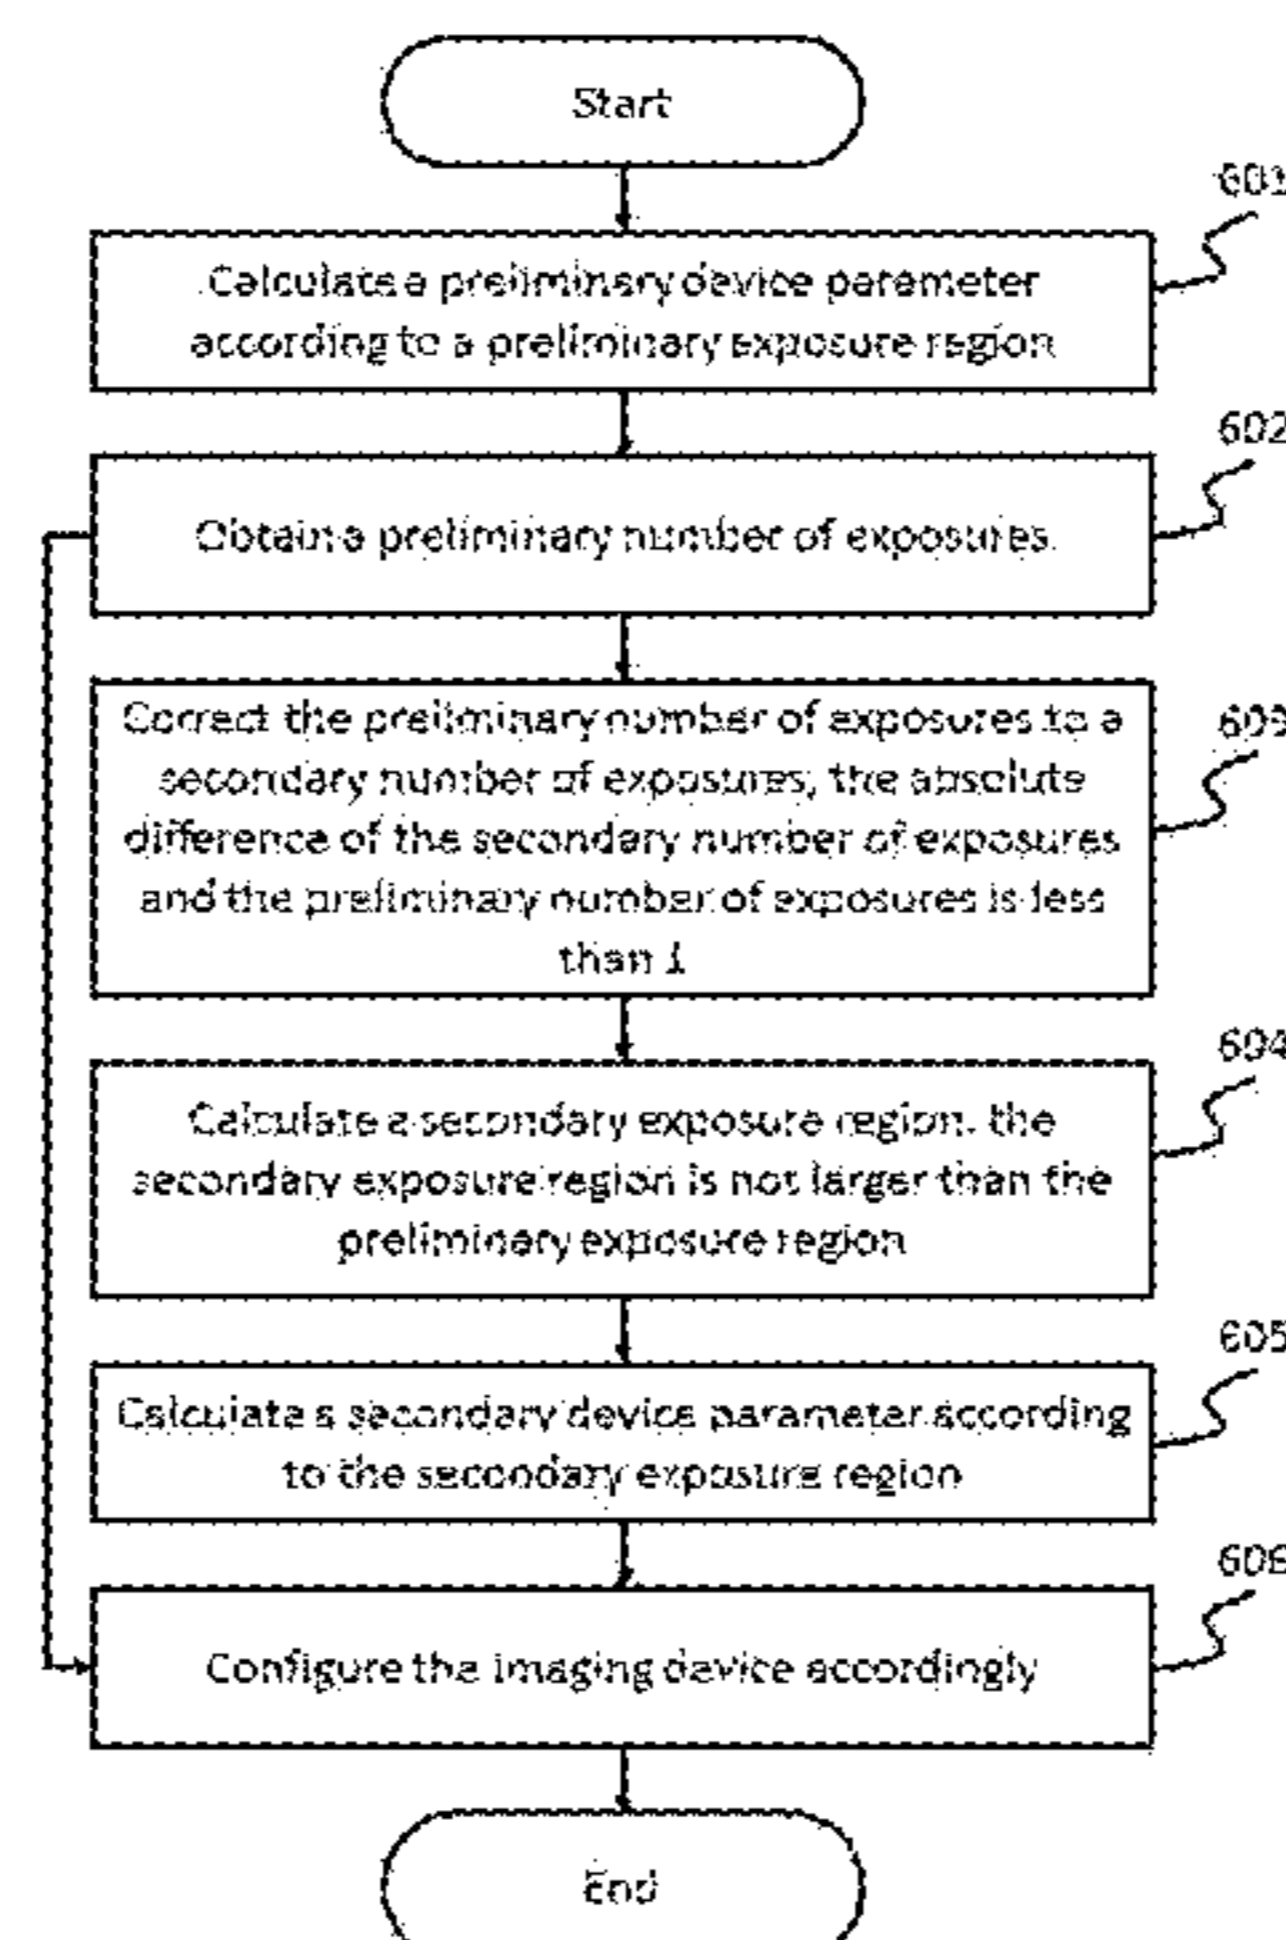 Start
601
Calculate a preliminary device parameter
according to a preliminary exposure region
602
Obtain a preliminary number of exposures
603
Correct the preliminary number of exposures to a
secondary number of exposures, the absolute
difference of the secondary number of exposures
and the preliminary number of exposures is less
than 1
604
Calculate a secondary exposure region, the
secondary exposure region is not larger than the
preliminary exposure region
605
Calculate a secondary device parameter according
to the secondary exposure region
606
Configure the imaging device accordingly
End